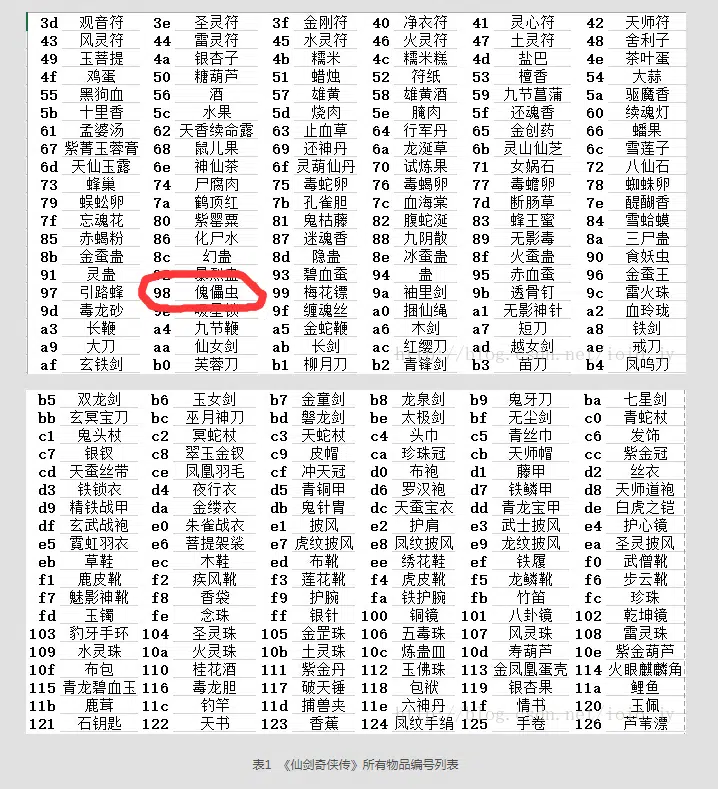 3d 观音符 3e 圣灵符 3f 金刚符 40 净衣符 41 灵心符 42 天师符
43 风灵符 44 雷灵符 45 水灵符 46 火灵符 47 土灵符 48 舍利子
49 玉菩提 4a 银杏子 4b 糯米 4c 糯米糕 4d 盐巴 4e 茶叶蛋
4f 鸡蛋 50 糖葫芦 51 蜡烛 52 符纸 53 檀香 54 大蒜
55 黑狗血 56 酒 57 雄黄 58 雄黄酒 59 九节菖蒲 5a 驱魔香
5b 十里香 5c 水果 5d 烧肉 5e 腌肉 5f 还魂香 60 续魂灯
61 孟婆汤 62 天香续命露 63 止血草 64 行军丹 65 金创药 66 蟠果
67 紫菁玉蓉膏 68 鼠儿果 69 还神丹 6a 龙涎草 6b 灵山仙芝 6c 雪莲子
6d 天仙玉露 6e 神仙茶 6f 灵葫仙丹 70 试炼果 71 女娲石 72 八仙石
73 蜂巢 74 尸腐肉 75 毒蛇卵 76 毒蝎卵 77 毒蟾卵 78 蜘蛛卵
79 蜈蚣卵 7a 鹤顶红 7b 孔雀胆 7c 血海棠 7d 断肠草 7e 醍醐香
7f 忘魂花 80 紫罂粟 81 鬼枯藤 82 腹蛇涎 83 蜂王蜜 84 雪蛤蟆
85 赤蝎粉 86 化尸水 87 迷魂香 88 九阴散 89 无影毒 8a 三尸蛊
8b 金蚕蛊 8c 幻蛊 8d 隐蛊 8e 冰蚕蛊 8f 火蚕蛊 90 食妖虫
91 灵蛊 92 爆烈蛊 93 碧血蚕 94 蛊 95 赤血蚕 96 金蚕王
97 引路蜂 98 傀儡虫 99 梅花镖 9a 袖里剑 9b 透骨钉 9c 雷火珠
9d 毒龙砂 9e 吸星锁 9f 缠魂丝 a0 捆仙绳 a1 无影神针 a2 血玲珑
a3 长鞭 a4 九节鞭 a5 金蛇鞭 a6 木剑 a7 短刀 a8 铁剑
a9 大刀 aa 仙女剑 ab 长剑 ac 红缨刀 ad 越女剑 ae 戒刀
af 玄铁剑 b0 芙蓉刀 b1 柳月刀 b2 青锋剑 b3 苗刀 b4 凤鸣刀
b5 双龙剑 b6 玉女剑 b7 金童剑 b8 龙泉剑 b9 鬼牙刀 ba 七星剑
bb 玄冥宝刀 bc 巫月神刀 bd 磐龙剑 be 太极剑 bf 无尘剑 c0 青蛇杖
c1 鬼头杖 c2 冥蛇杖 c3 天蛇杖 c4 头巾 c5 青丝巾 c6 发饰
c7 银钗 c8 翠玉金钗 c9 皮帽 ca 珍珠冠 cb 天师帽 cc 紫金冠
cd 天蚕丝带 ce 凤凰羽毛 cf 冲天冠 d0 布袍 d1 藤甲 d2 丝衣
d3 铁锁衣 d4 夜行衣 d5 青铜甲 d6 罗汉袍 d7 铁鳞甲 d8 天师道袍
d9 精铁战甲 da 金缕衣 db 鬼针胄 dc 天蚕宝衣 dd 青龙宝甲 de 白虎之铠
df 玄武战袍 e0 朱雀战衣 e1 披风 e2 护肩 e3 武士披风 e4 护心镜
e5 霓虹羽衣 e6 菩提袈裟 e7 虎纹披风 e8 凤纹披风 e9 龙纹披风 ea 圣灵披风
eb 草鞋 ec 木鞋 ed 布靴 ee 绣花鞋 ef 铁履 f0 武僧靴
f1 鹿皮靴 f2 疾风靴 f3 莲花靴 f4 虎皮靴 f5 龙鳞靴 f6 步云靴
f7 魅影神靴 f8 香袋 f9 护腕 fa 铁护腕 fb 竹笛 fc 珍珠
fd 玉镯 fe 念珠 ff 银针 100 铜镜 101 八卦镜 102 乾坤镜
103 豹牙手环 104 圣灵珠 105 金罡珠 106 五毒珠 107 风灵珠 108 雷灵珠
109 水灵珠 10a 火灵珠 10b 土灵珠 10c 炼蛊皿 10d 寿葫芦 10e 紫金葫芦
10f 布包 110 桂花酒 111 紫金丹 112 玉佛珠 113 金凤凰蛋壳 114 火眼麒麟角
115 青龙碧血玉 116 毒龙胆 117 破天锤 118 包袱 119 银杏果 11a 鲤鱼
11b 鹿茸 11c 钓竿 11d 捕兽夹 11e 六神丹 11f 情书 120 玉佩
121 石钥匙 122 天书 123 香蕉 124 凤纹手绢 125 手卷 126 芦苇漂
表1 《仙剑奇侠传》所有物品编号列表